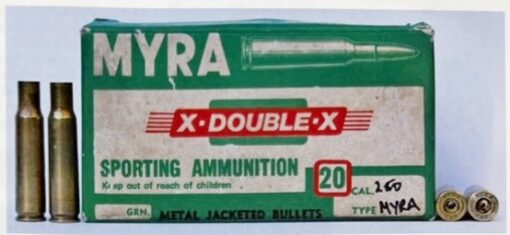 MYRA
X·DOUBLE·X
SPORTING AMMUNITION
Keep out of reach of children
20
CAL. 250
GRN. METAL JACKETED BULLETS
TYPE MYRA